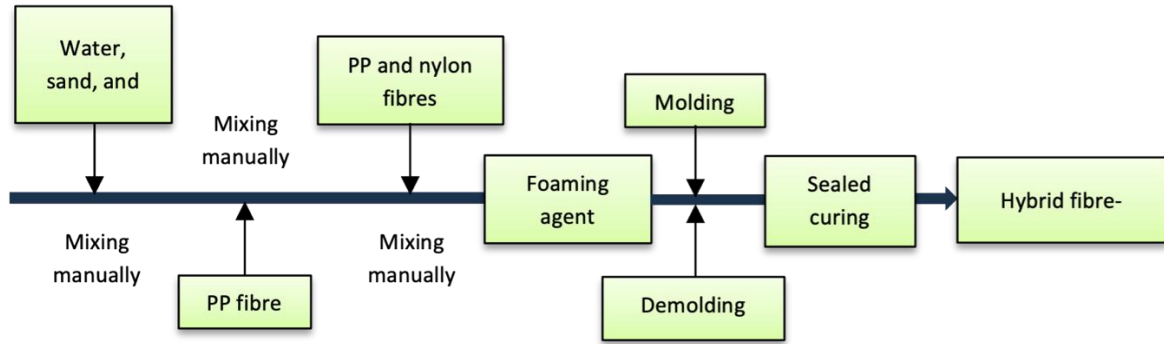 Water,
sand, and
Mixing
manually
Mixing
manually
PP fibre
PP and nylon
fibres
Mixing
manually
Foaming
agent
Molding
Demolding
Sealed
curing
Hybrid fibre-